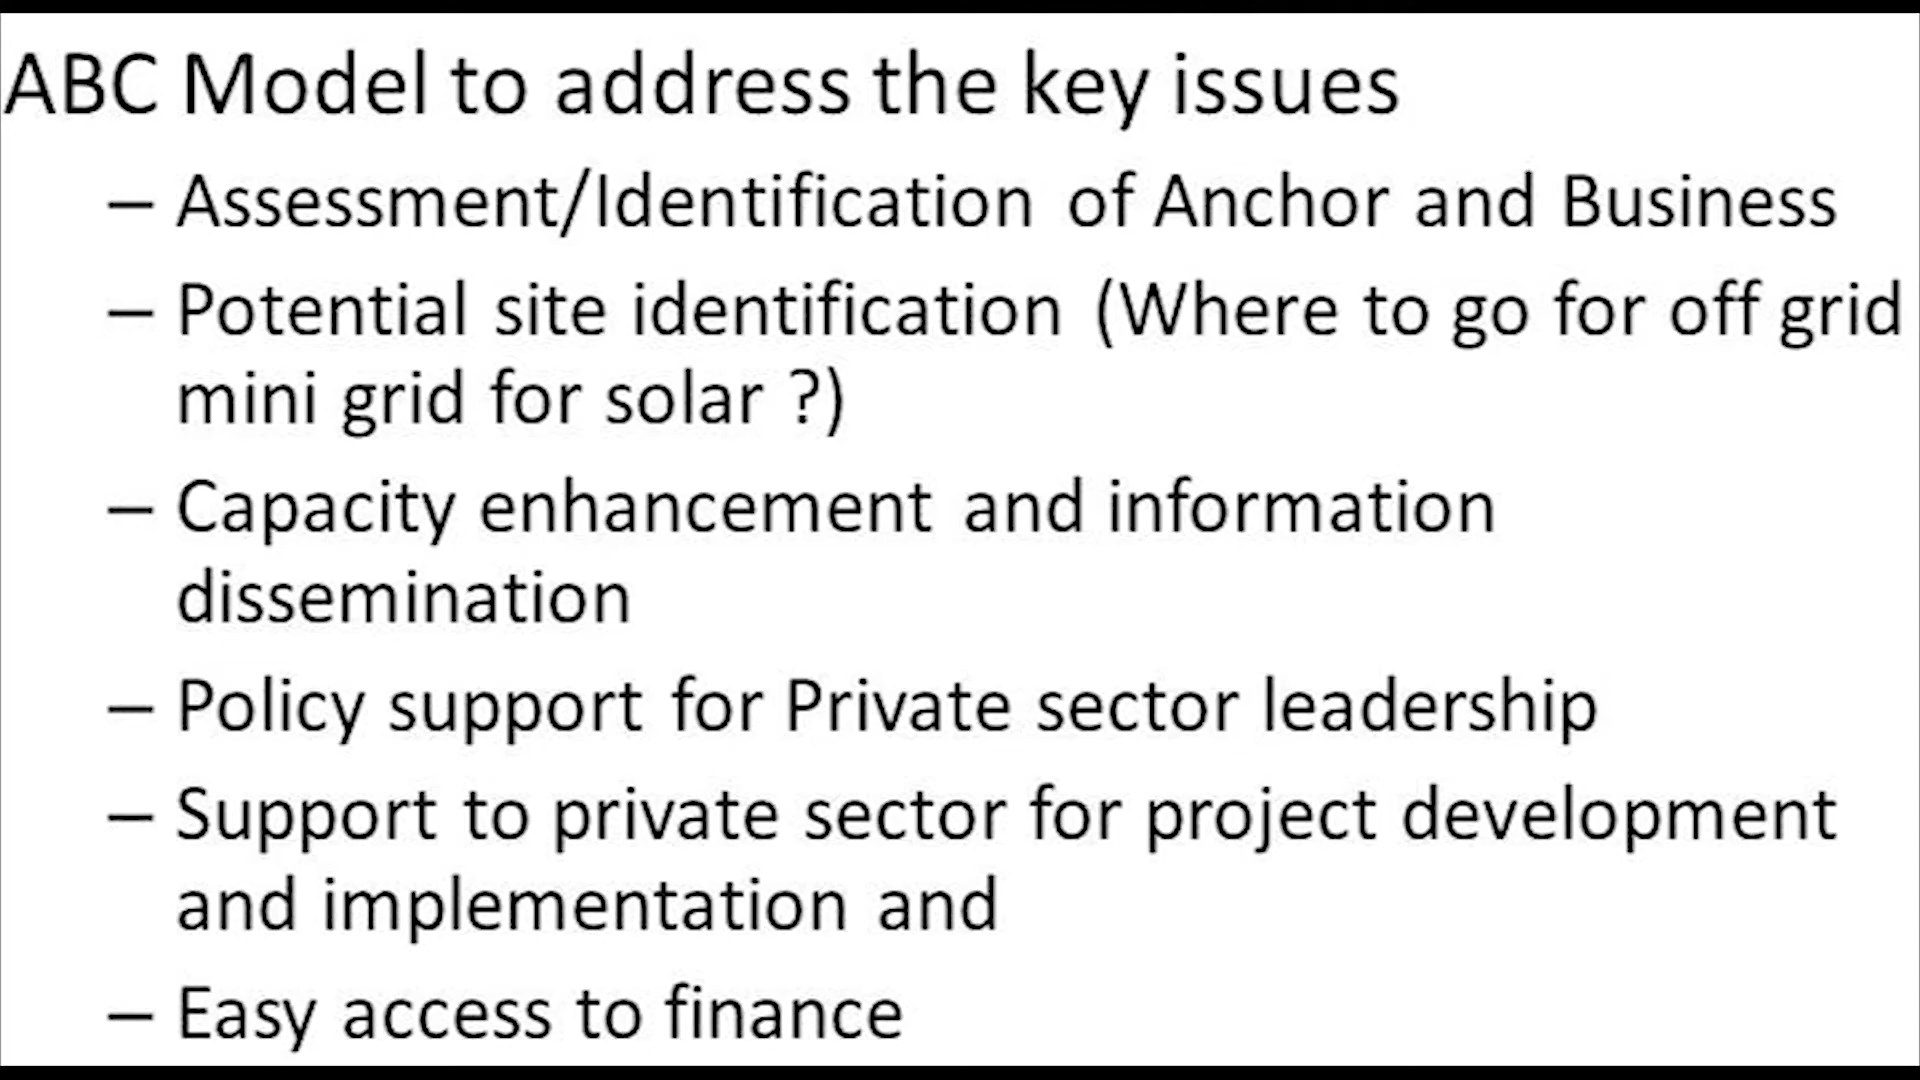 ABC Model to address the key issues
– Assessment/Identification of Anchor and Business
– Potential site identification (Where to go for off grid
mini grid for solar ?)
– Capacity enhancement and information
dissemination
– Policy support for Private sector leadership
– Support to private sector for project development
and implementation and
– Easy access to finance